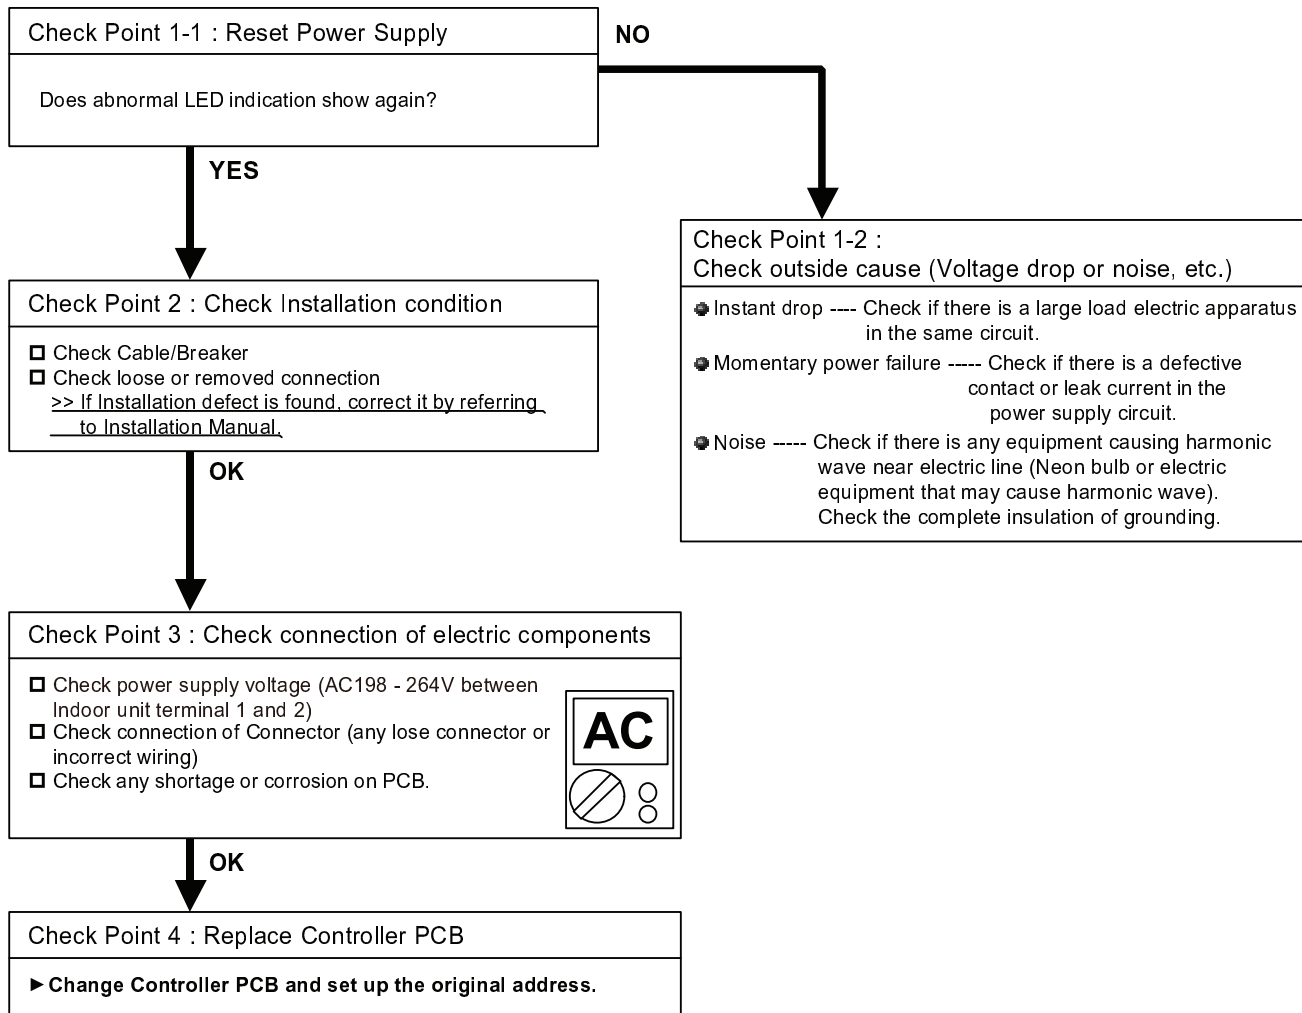 Check Point 1-1 : Reset Power Supply
Does abnormal LED indication show again?
NO
YES
Check Point 1-2 :
Check outside cause (Voltage drop or noise, etc.)
Instant drop ---- Check if there is a large load electric apparatus
in the same circuit.
Momentary power failure ----- Check if there is a defective
contact or leak current in the
power supply circuit.
Noise ----- Check if there is any equipment causing harmonic
wave near electric line (Neon bulb or electric
equipment that may cause harmonic wave).
Check the complete insulation of grounding.
Check Point 2 : Check Installation condition
Check Cable/Breaker
Check loose or removed connection
>> If Installation defect is found, correct it by referring
to Installation Manual.
OK
Check Point 3 : Check connection of electric components
Check power supply voltage (AC198 - 264V between
Indoor unit terminal 1 and 2)
Check connection of Connector (any lose connector or
incorrect wiring)
Check any shortage or corrosion on PCB.
AC
OK
Check Point 4 : Replace Controller PCB
►Change Controller PCB and set up the original address.